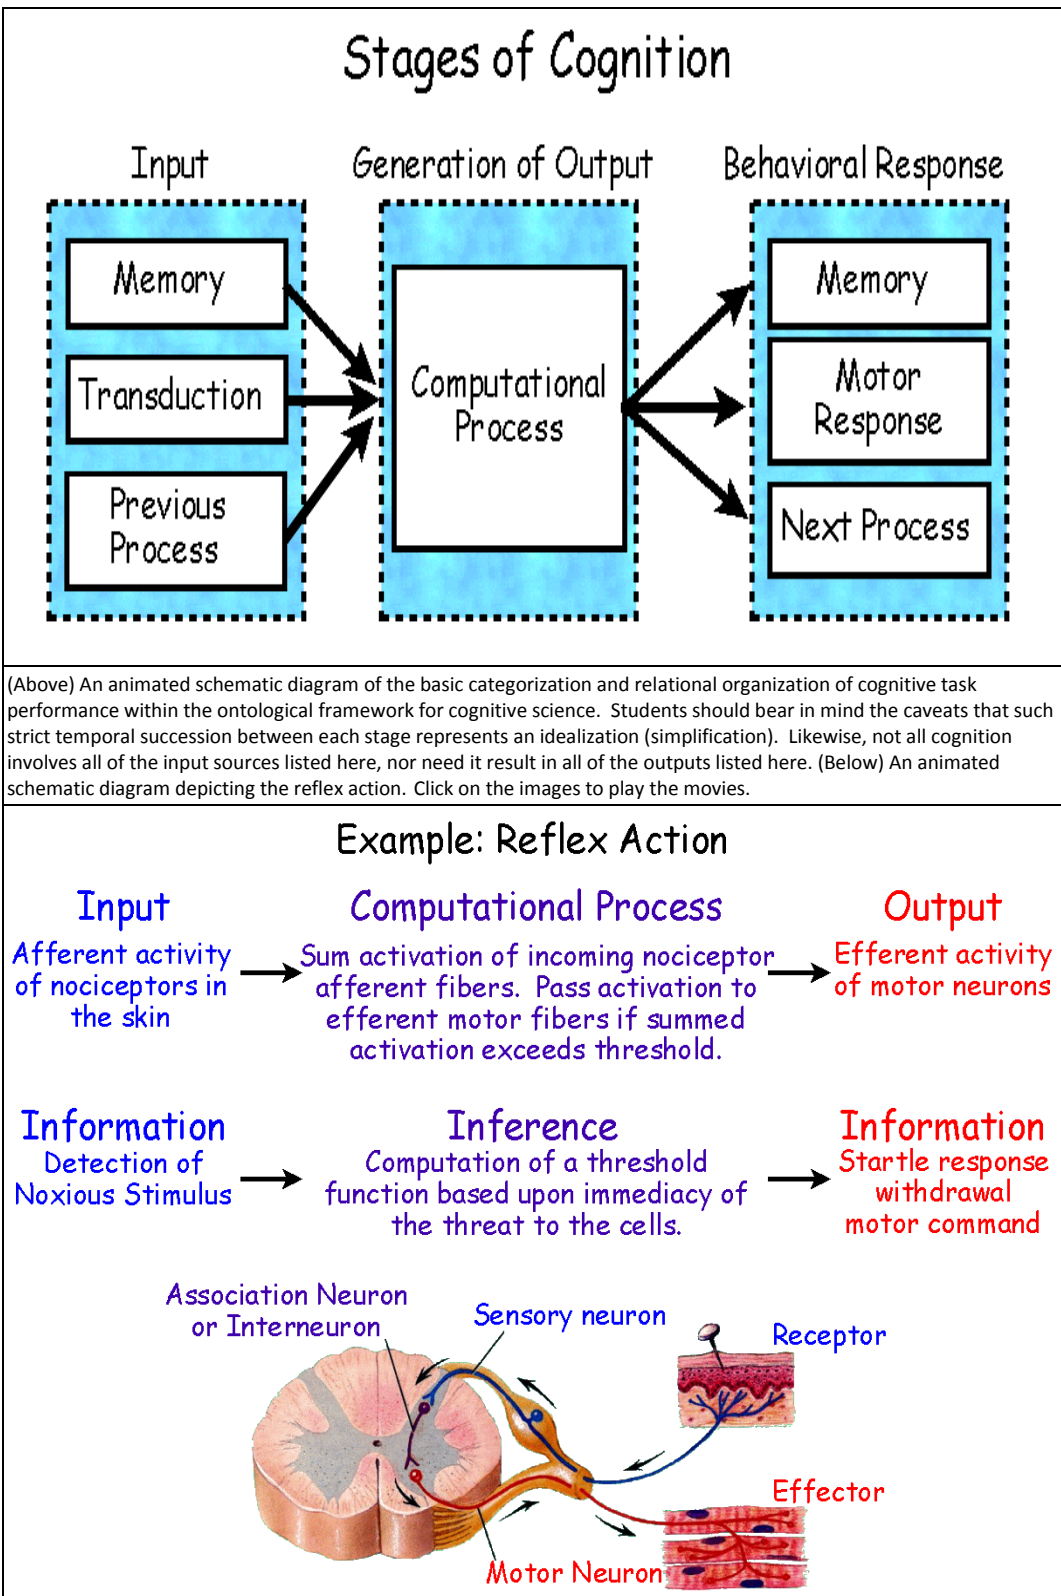 Stages of Cognition
Input
Generation of Output
Behavioral Response
Memory
Transduction
Previous
Process
Computational
Process
Memory
Motor
Response
Next Process
(Above) An animated schematic diagram of the basic categorization and relational organization of cognitive task
performance within the ontological framework for cognitive science.  Students should bear in mind the caveats that such
strict temporal succession between each stage represents an idealization (simplification).  Likewise, not all cognition
involves all of the input sources listed here, nor need it result in all of the outputs listed here. (Below) An animated
schematic diagram depicting the reflex action.  Click on the images to play the movies.
Example: Reflex Action
Input
Afferent activity
of nociceptors in
the skin
Computational Process
Sum activation of incoming nociceptor
afferent fibers.  Pass activation to
efferent motor fibers if summed
activation exceeds threshold.
Output
Efferent activity
of motor neurons
Information
Detection of
Noxious Stimulus
Inference
Computation of a threshold
function based upon immediacy of
the threat to the cells.
Information
Startle response
withdrawal
motor command
Association Neuron
or Interneuron
Sensory neuron
Receptor
Effector
Motor Neuron